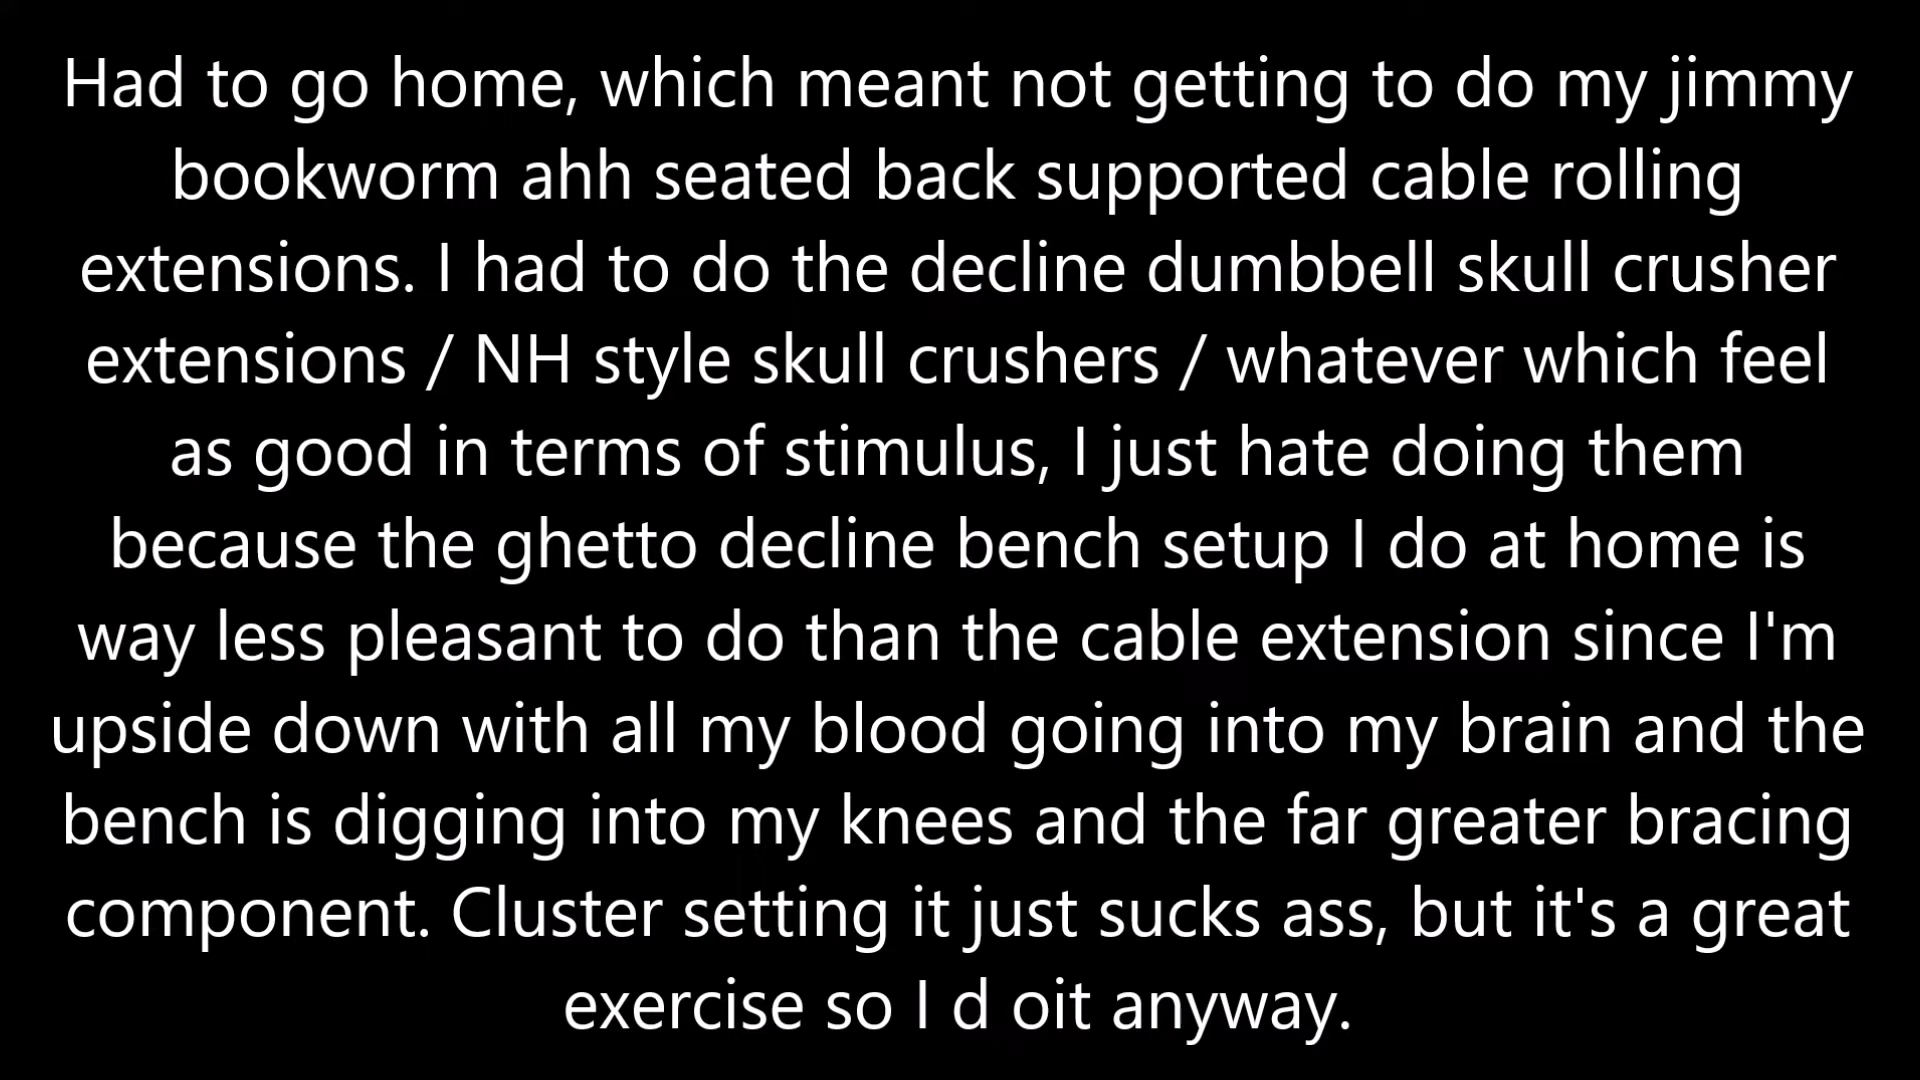 Had to go home, which meant not getting to do my jimmy
bookworm ahh seated back supported cable rolling
extensions. I had to do the decline dumbbell skull crusher
extensions / NH style skull crushers / whatever which feel
as good in terms of stimulus, I just hate doing them
because the ghetto decline bench setup I do at home is
way less pleasant to do than the cable extension since I'm
upside down with all my blood going into my brain and the
bench is digging into my knees and the far greater bracing
component. Cluster setting it just sucks ass, but it's a great
exercise so I d oit anyway.